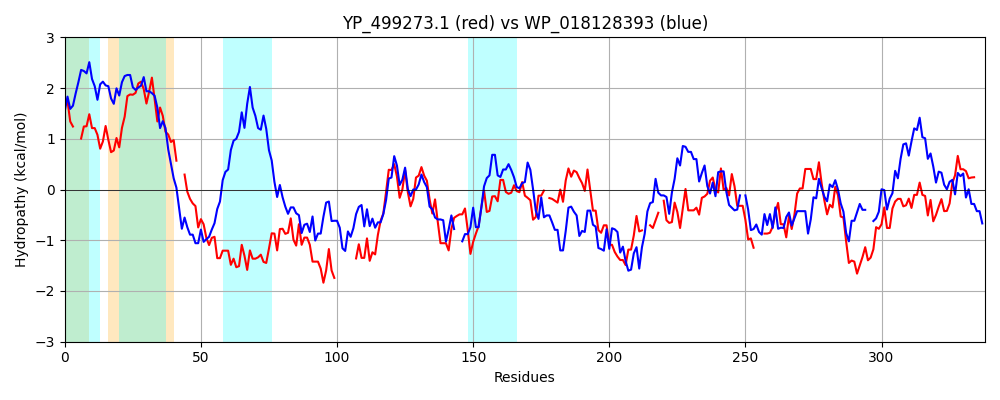 YP_499273.1 (red) vs WP_018128393 (blue)
3
2
1
0
−1
−2
−3
Hydropathy (kcal/mol)
0 50 100 150 200 250 300
Residues